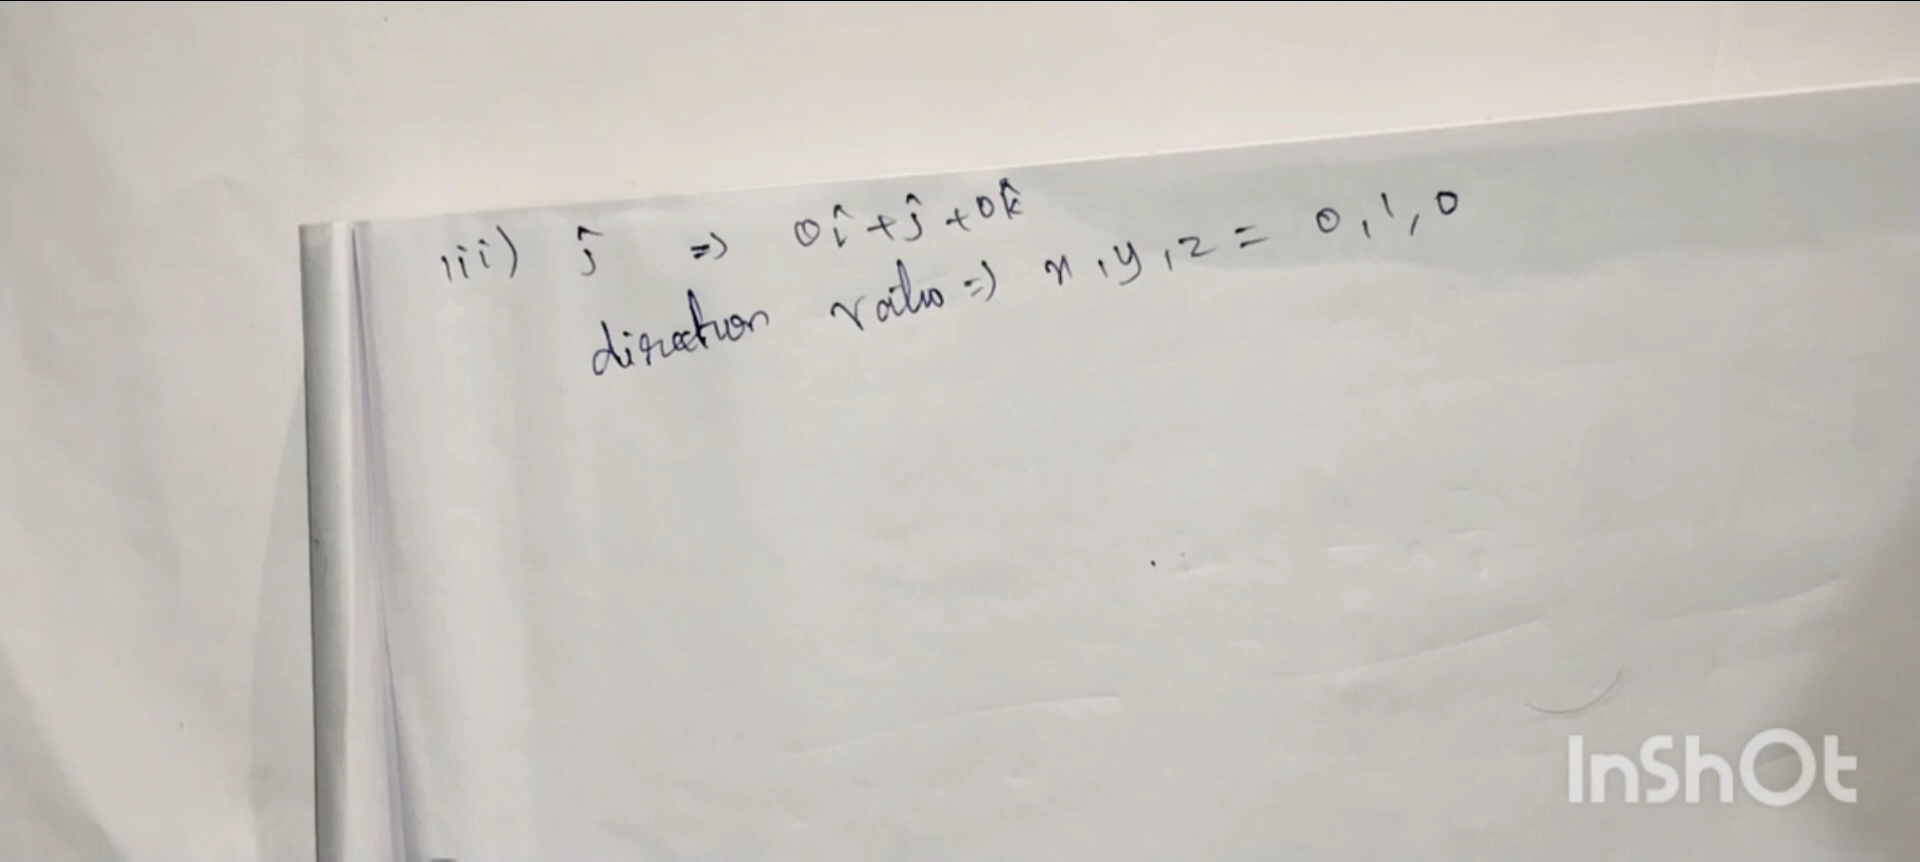 iii) ĵ ⇒ 0î + ĵ + 0k̂
direction ratio ⇒ x, y, z = 0, 1, 0
InShOt